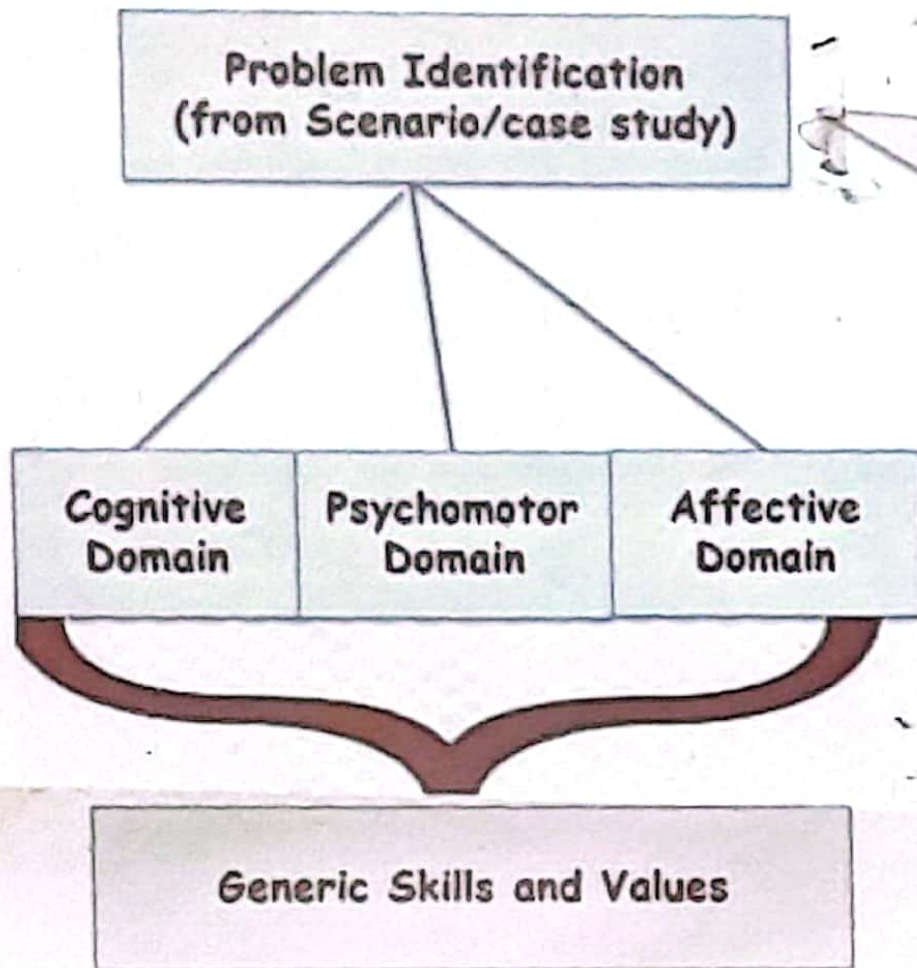 Problem Identification
(from Scenario/case study)
Cognitive
Domain
Psychomotor
Domain
Affective
Domain
Generic Skills and Values